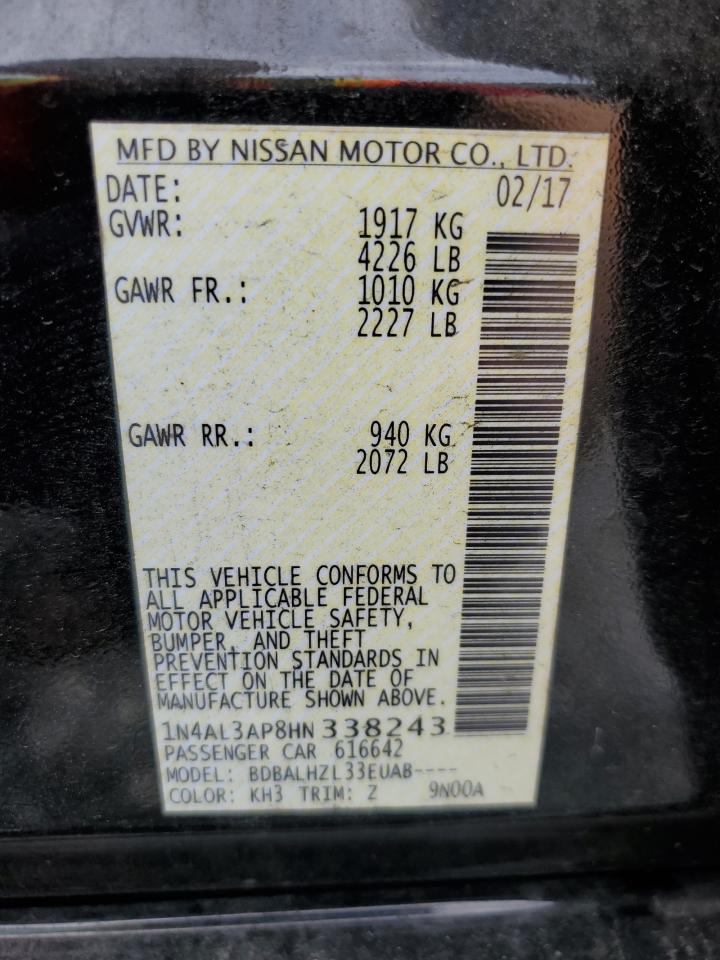 MFD BY NISSAN MOTOR CO., LTD.
DATE: 02/17
GVWR: 1917 KG
4226 LB
GAWR FR.: 1010 KG
2227 LB
GAWR RR.: 940 KG
2072 LB
THIS VEHICLE CONFORMS TO
ALL APPLICABLE FEDERAL
MOTOR VEHICLE SAFETY,
BUMPER, AND THEFT
PREVENTION STANDARDS IN
EFFECT ON THE DATE OF
MANUFACTURE SHOWN ABOVE.
1N4AL3AP8HN 338243
PASSENGER CAR 616642
MODEL: BDBALHZL33EUAB----
COLOR: KH3 TRIM: Z 9N00A